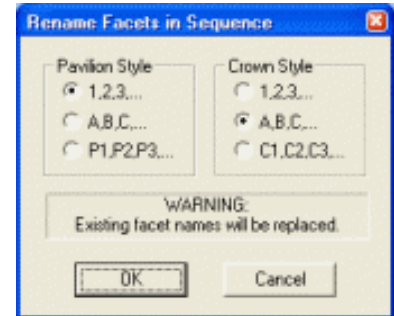 Rename Facets in Sequence
Pavilion Style
1,2,3,...
A,B,C,...
P1,P2,P3,...
Crown Style
1,2,3,...
A,B,C,...
C1,C2,C3,...
WARNING:
Existing facet names will be replaced.
OK
Cancel